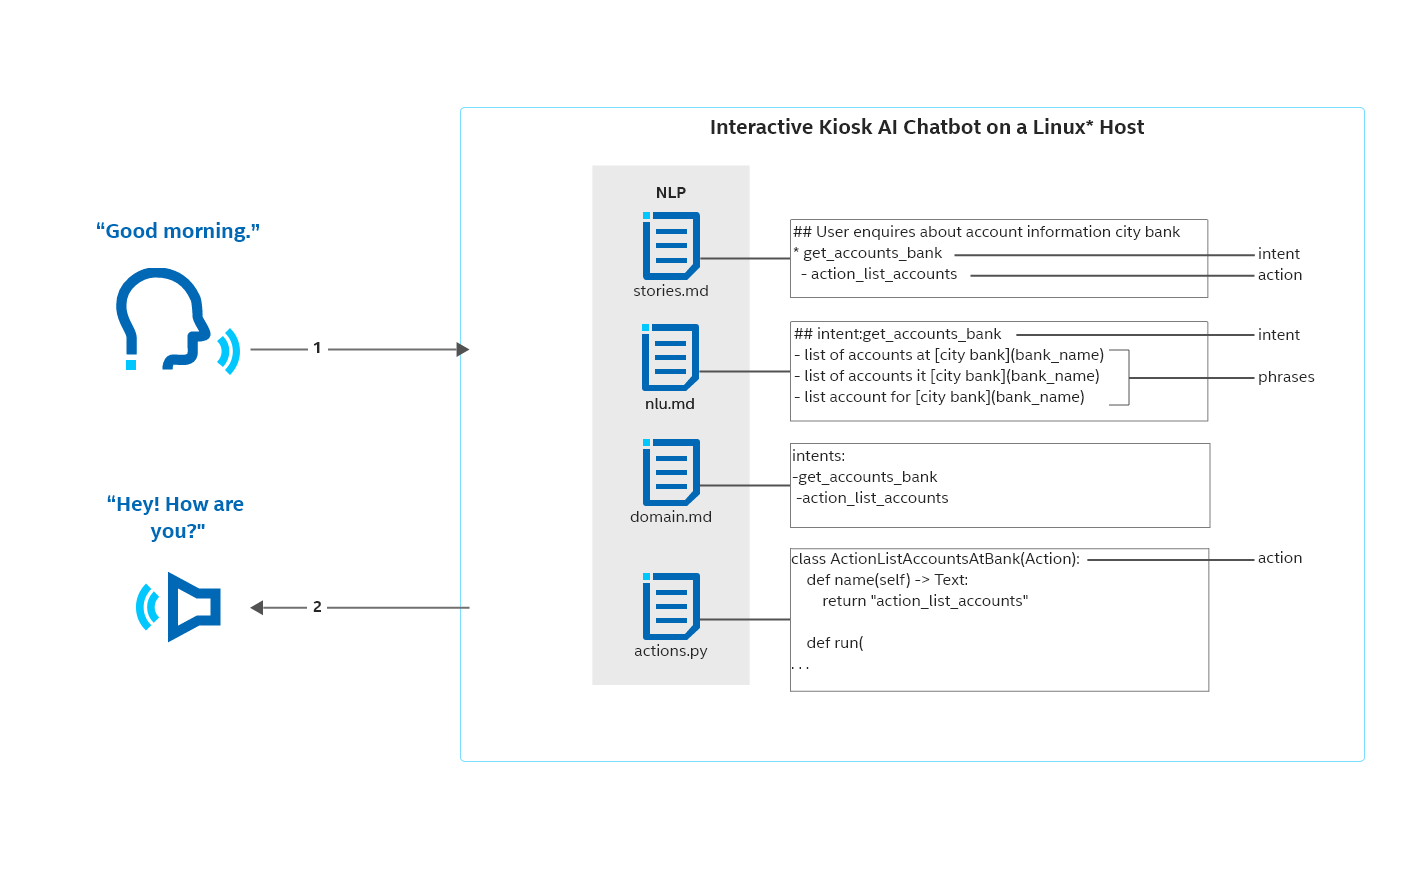 Interactive Kiosk AI Chatbot on a Linux* Host
“Good morning.”
1
“Hey! How are
you?"
2
NLP
stories.md
## User enquires about account information city bank
* get_accounts_bank
- action_list_accounts
intent
action
nlu.md
## intent:get_accounts_bank
- list of accounts at [city bank](bank_name)
- list of accounts it [city bank](bank_name)
- list account for [city bank](bank_name)
intent
phrases
domain.md
intents:
-get_accounts_bank
-action_list_accounts
actions.py
class ActionListAccountsAtBank(Action):
def name(self) -> Text:
return "action_list_accounts"
def run(
. . .
action